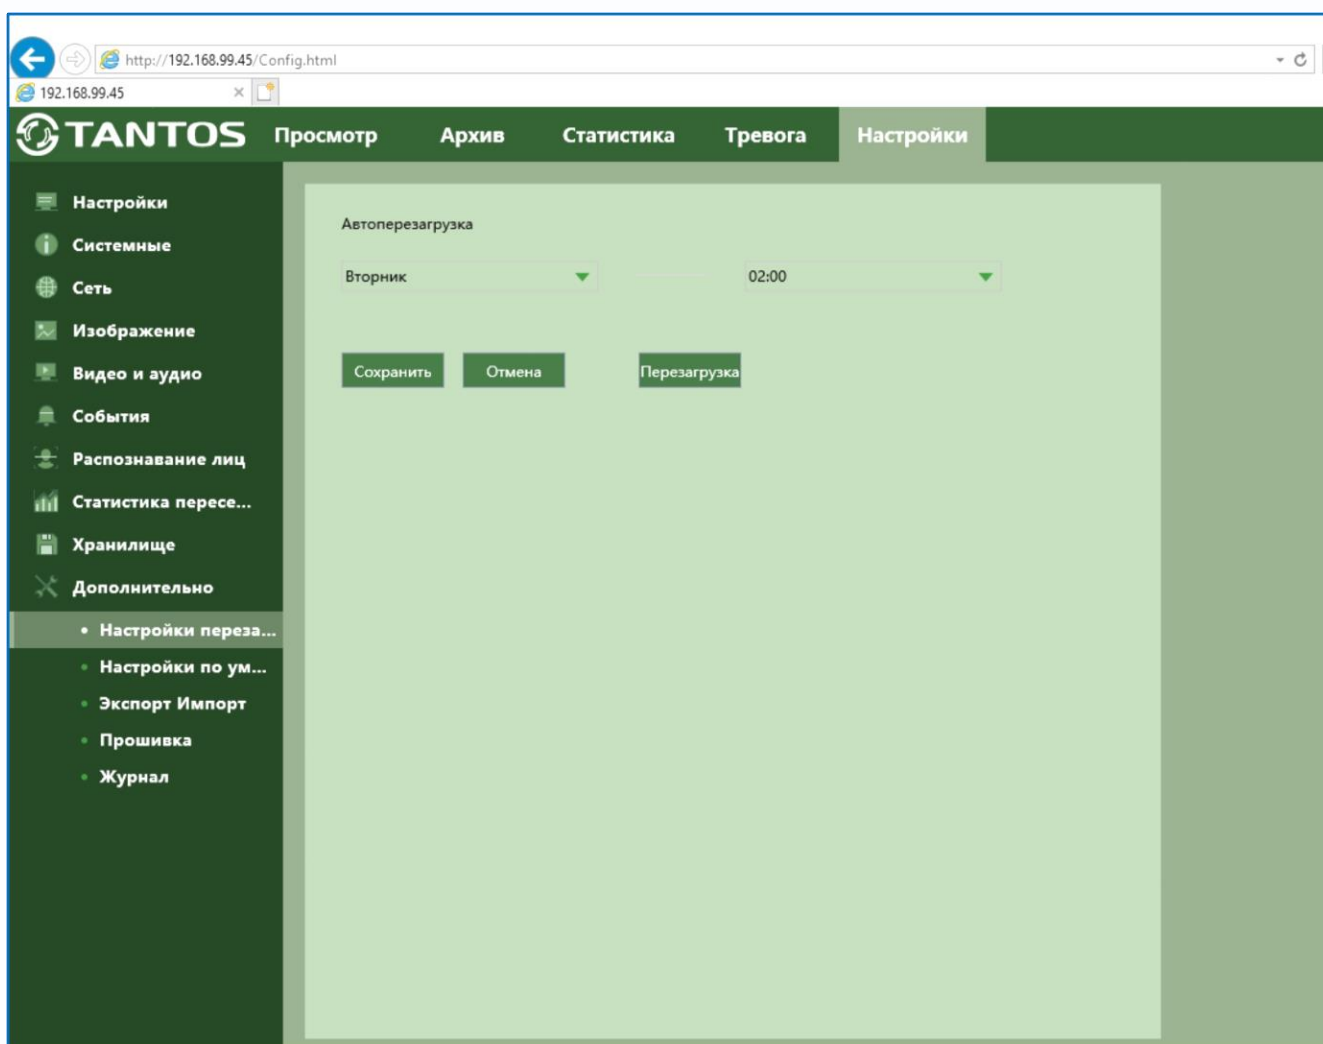 http://192.168.99.45/Config.html
192.168.99.45
TANTOS Просмотр Архив Статистика Тревога Настройки
Настройки
Системные
Сеть
Изображение
Видео и аудио
События
Распознавание лиц
Статистика пересе...
Хранилище
Дополнительно
Настройки переза...
Настройки по ум...
Экспорт Импорт
Прошивка
Журнал
Автоперезагрузка
Вторник 02:00
Сохранить Отмена Перезагрузка